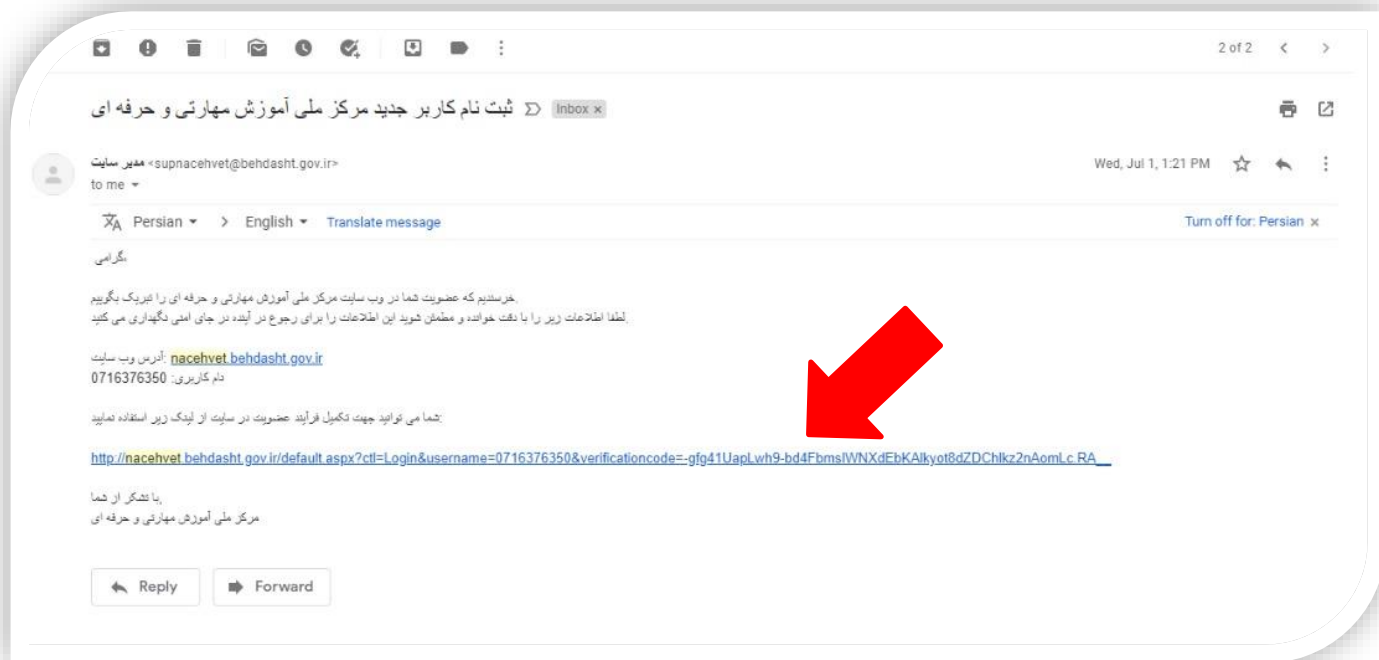 2 of 2
ثبت نام کاربر جدید مرکز ملی آموزش مهارتی و حرفه ای Inbox ×
مدیر سایت <supnacehvet@behdasht.gov.ir>
Wed, Jul 1, 1:21 PM
to me
Persian > English Translate message
Turn off for: Persian ×
گرامی
خرسندیم که عضویت شما در وب سایت مرکز ملی آموزش مهارتی و حرفه ای را تبریک بگوییم.
لطفا اطلاعات زیر را با دقت خوانده و مطمئن شوید این اطلاعات را برای رجوع در آینده در جای امنی نگهداری می کنید.
آدرس وب سایت: nacehvet.behdasht.gov.ir
نام کاربری: 0716376350
شما می توانید جهت تکمیل فرآیند عضویت در سایت از لینک زیر استفاده نمایید:
http://nacehvet.behdasht.gov.ir/default.aspx?ctl=Login&username=0716376350&verificationcode=-gfg41UapLwh9-bd4FbmslWNXdEbKAlkyot8dZDChlkz2nAomLc.RA__
با تشکر از شما,
مرکز ملی آموزش مهارتی و حرفه ای
Reply
Forward